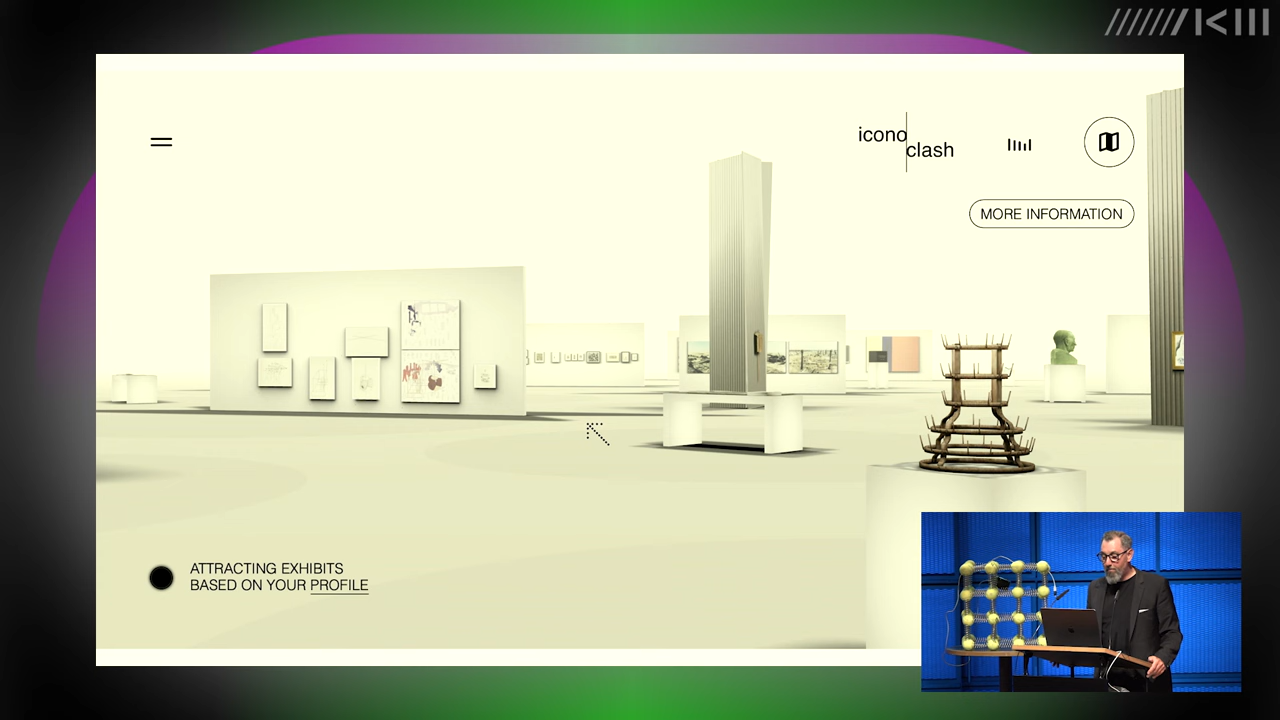 icono
clash
MORE INFORMATION
ATTRACTING EXHIBITS
BASED ON YOUR PROFILE